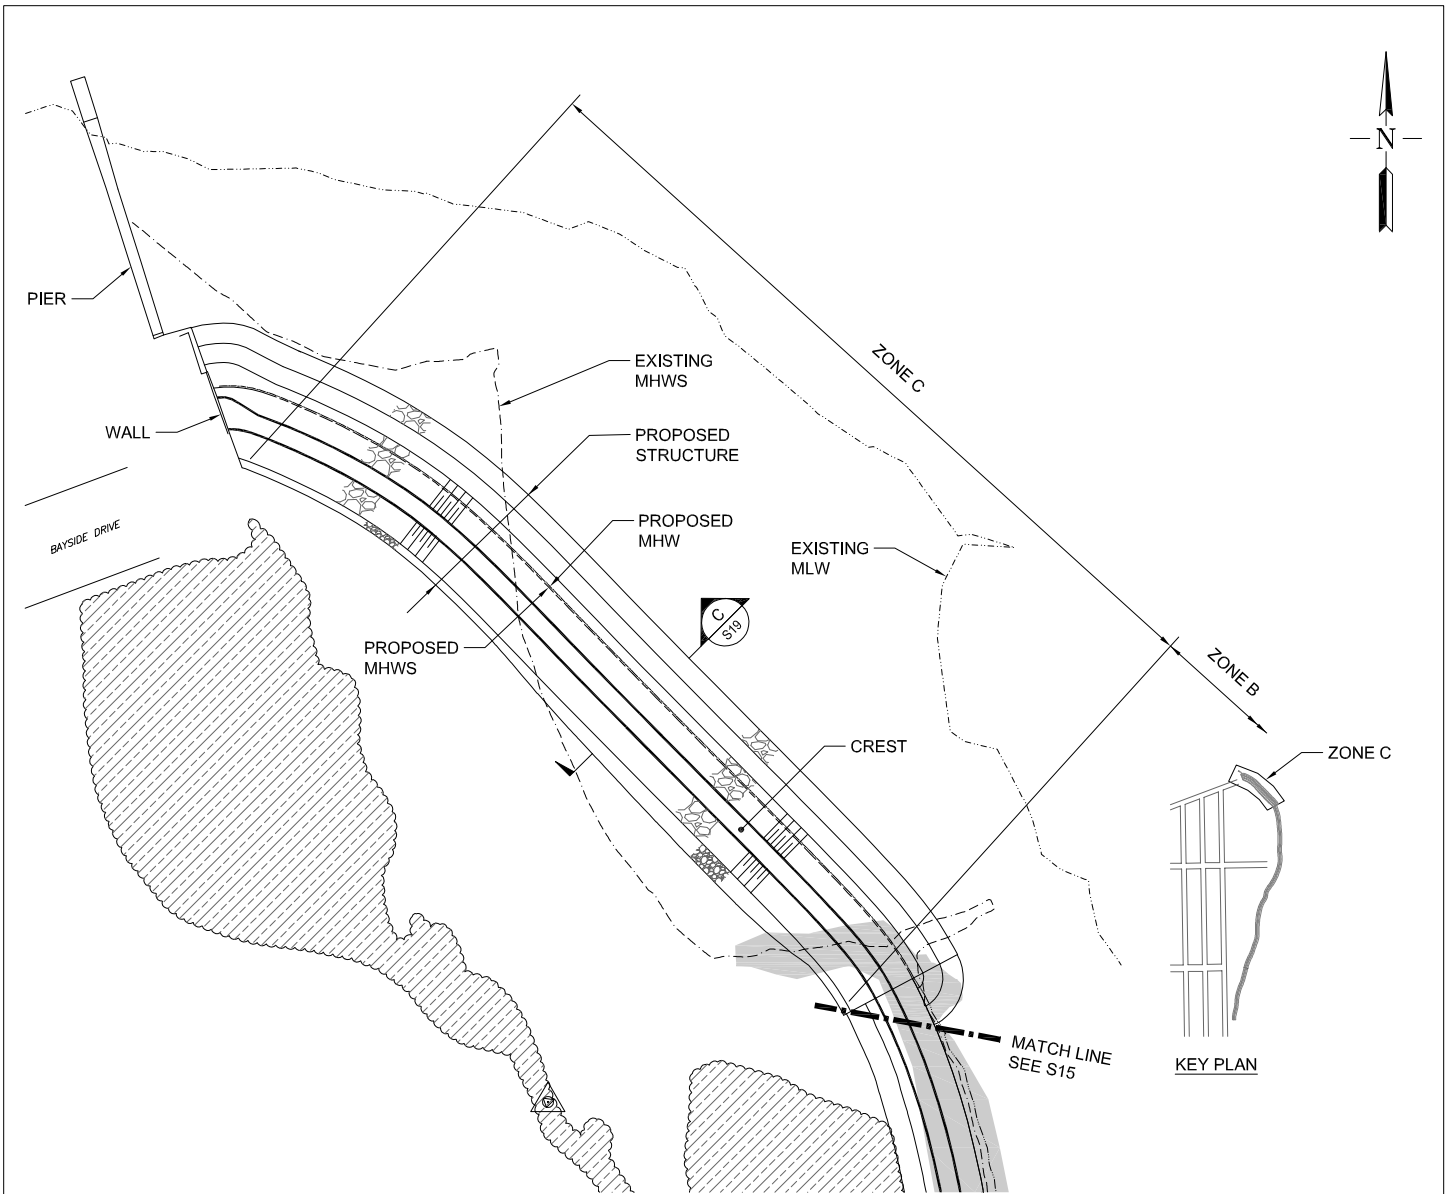 N
ZONE C
PIER
EXISTING
MHWS
WALL
PROPOSED
STRUCTURE
BAYSIDE DRIVE
PROPOSED
MHW
EXISTING
MLW
C
S19
PROPOSED
MHWS
ZONE B
CREST
ZONE C
MATCH LINE
SEE S15
KEY PLAN